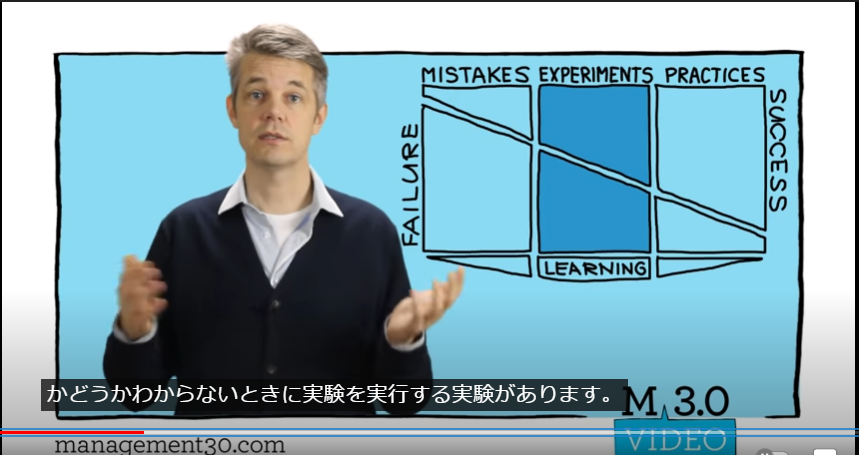 MISTAKES EXPERIMENTS PRACTICES
FAILURE
SUCCESS
LEARNING
かどうかわからないときに実験を実行する実験があります。
M 3.0
VIDEO
management30.com